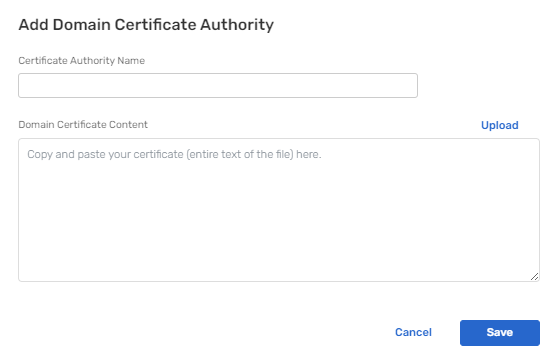 Add Domain Certificate Authority
Certificate Authority Name
Domain Certificate Content
Upload
Copy and paste your certificate (entire text of the file) here.
Cancel
Save